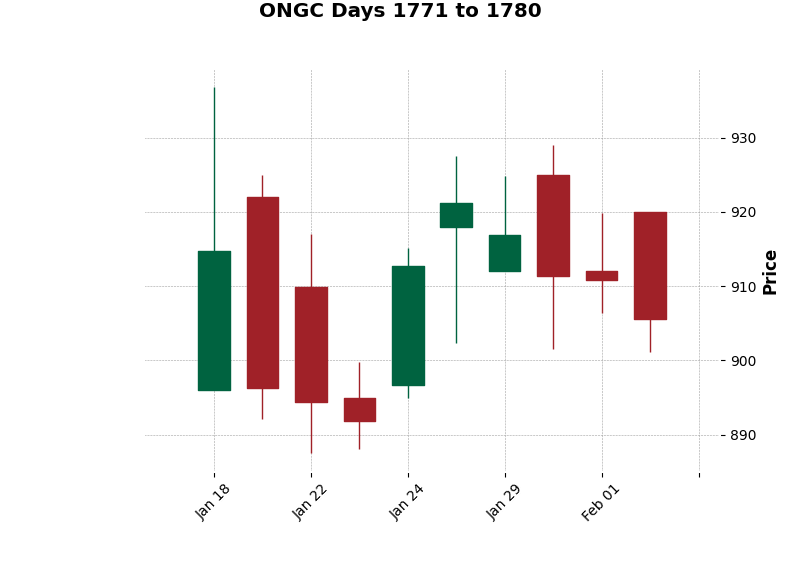 ONGC Days 1771 to 1780
930
920
910
900
890
Price
Jan 18
Jan 22
Jan 24
Jan 29
Feb 01